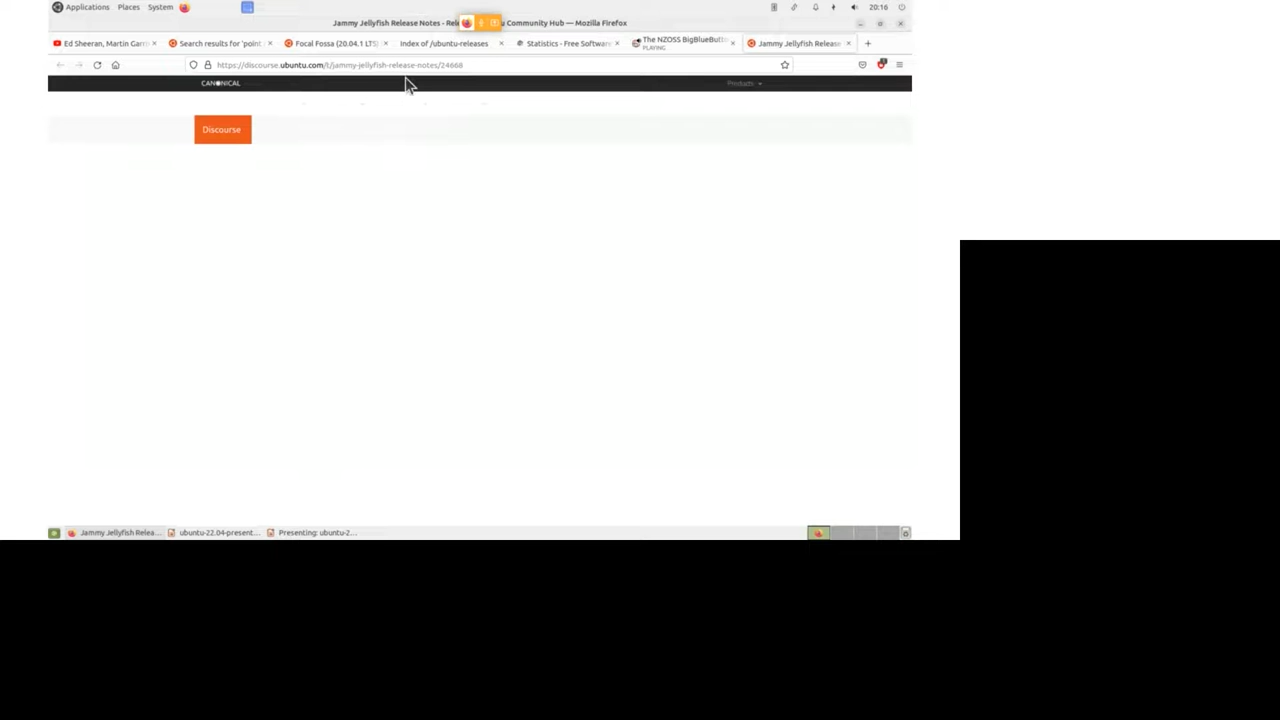 Applications Places System 20:16
Jammy Jellyfish Release Notes - Rel u Community Hub — Mozilla Firefox
Ed Sheeran, Martin Garri Search results for 'point Focal Fossa (20.04.1 LTS) Index of /ubuntu-releases Statistics - Free Software The NZOSS BigBlueButt Jammy Jellyfish Release
PLAYING
https://discourse.ubuntu.com/t/jammy-jellyfish-release-notes/24668
CANONICAL Products
Discourse
Jammy Jellyfish Relea... ubuntu-22.04-present... Presenting: ubuntu-2...